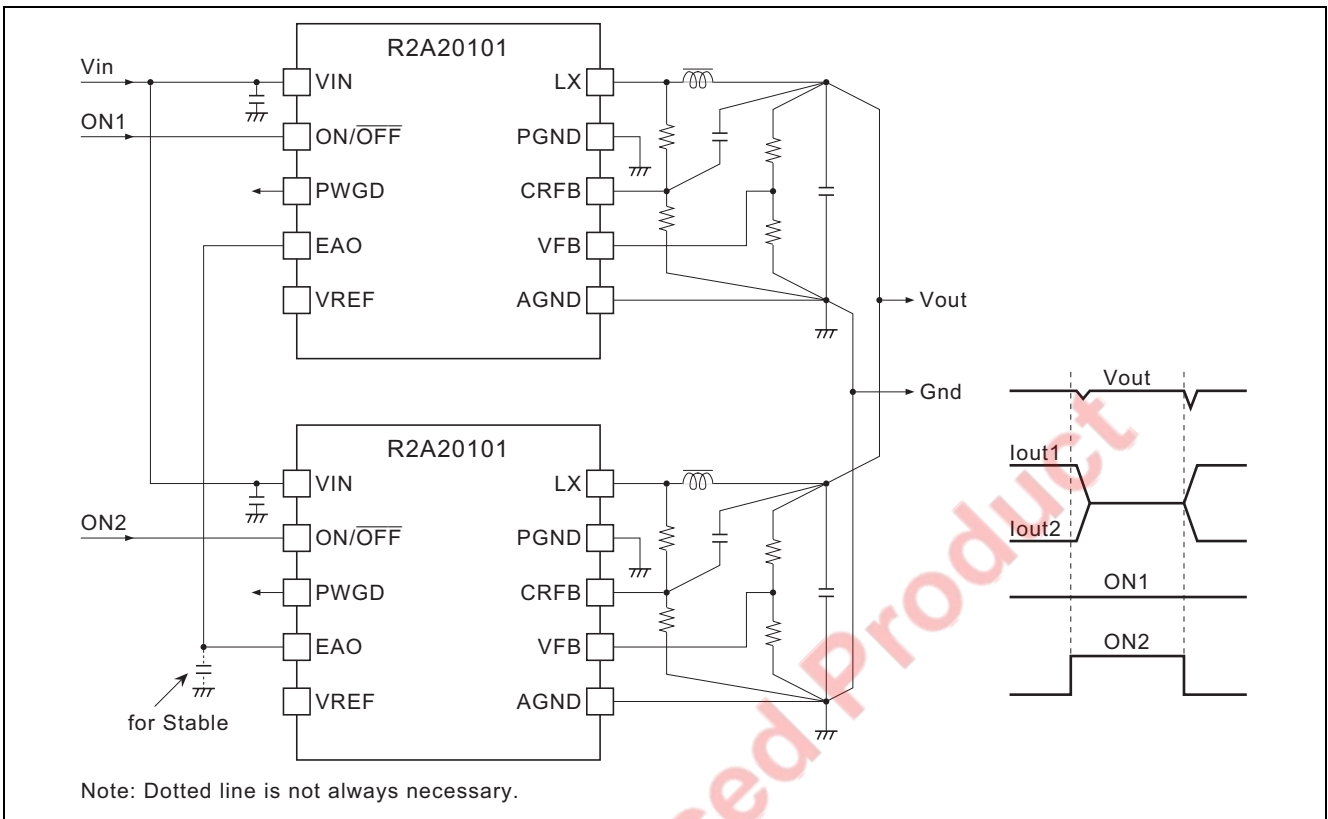 R2A20101
Vin
VIN
LX
ON1
ON/OFF
PGND
PWGD
CRFB
EAO
VFB
VREF
AGND
Vout
Gnd
R2A20101
VIN
LX
ON2
ON/OFF
PGND
PWGD
CRFB
EAO
VFB
VREF
AGND
for Stable
Vout
Iout1
Iout2
ON1
ON2
Note: Dotted line is not always necessary.
sed Product